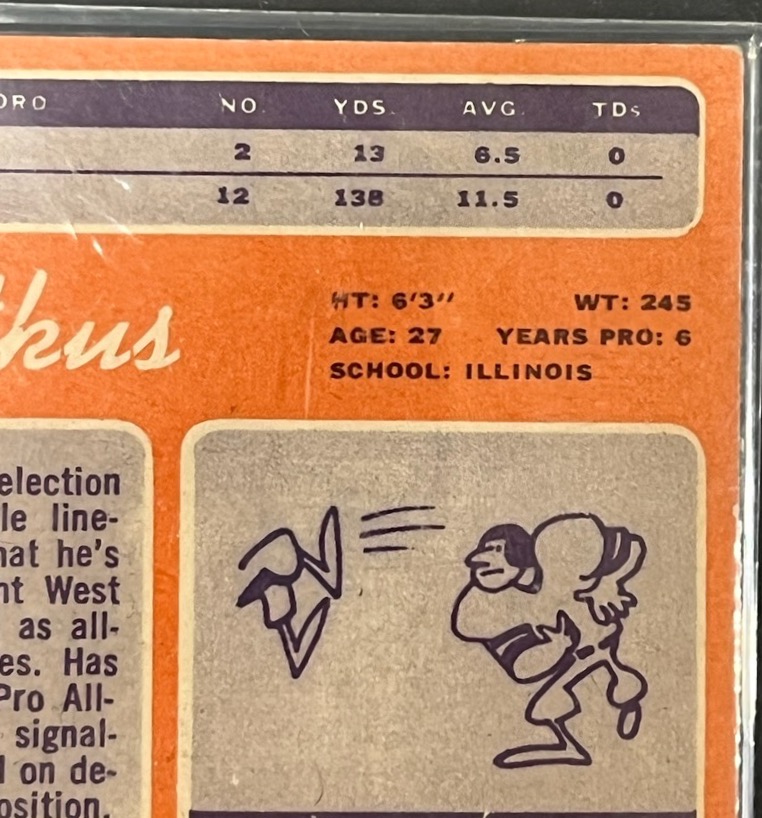 ORD NO. YDS. AVG. TDs
2 13 6.5 0
12 138 11.5 0
kus
HT: 6'3" WT: 245
AGE: 27 YEARS PRO: 6
SCHOOL: ILLINOIS
election
le line-
hat he's
nt West
as all-
es. Has
Pro All-
signal-
l on de-
osition.